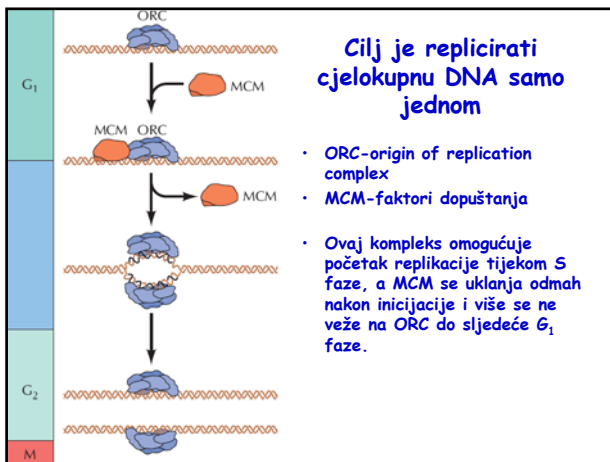 ORC
G₁
MCM
MCM ORC
MCM
G₂
M
Cilj je replicirati
cjelokupnu DNA samo
jednom
• ORC-origin of replication
complex
• MCM-faktori dopuštanja
• Ovaj kompleks omogućuje
početak replikacije tijekom S
faze, a MCM se uklanja odmah
nakon inicijacije i više se ne
veže na ORC do sljedeće G₁
faze.